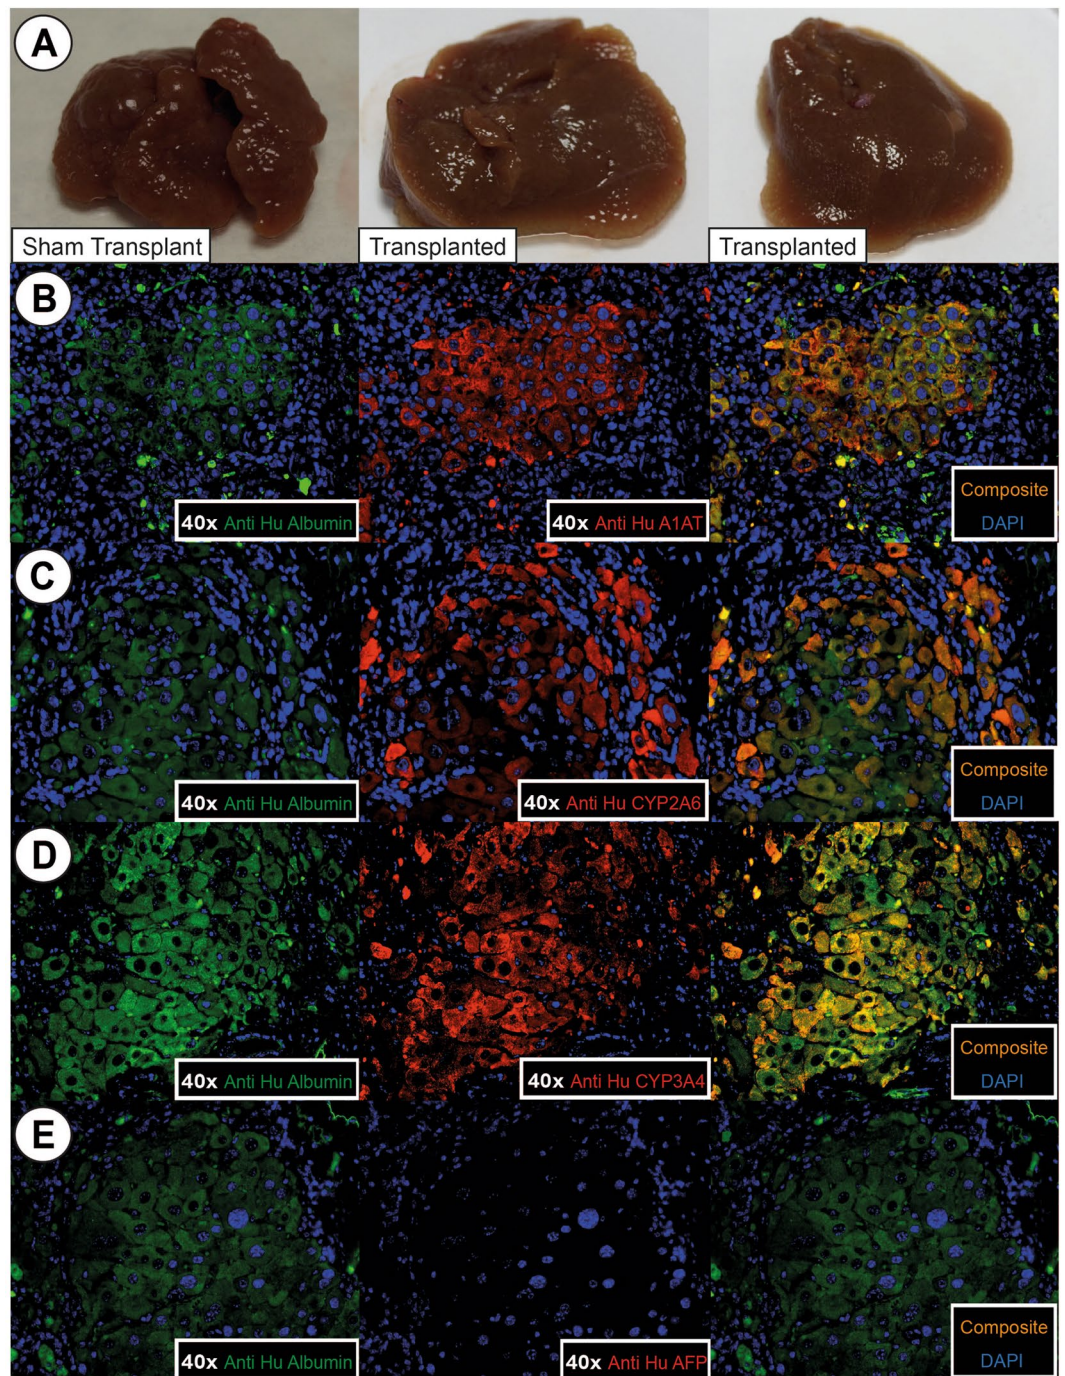 A
Sham Transplant
Transplanted
Transplanted
B
40x Anti Hu Albumin
40x Anti Hu A1AT
Composite
DAPI
C
40x Anti Hu Albumin
40x Anti Hu CYP2A6
Composite
DAPI
D
40x Anti Hu Albumin
40x Anti Hu CYP3A4
Composite
DAPI
E
40x Anti Hu Albumin
40x Anti Hu AFP
Composite
DAPI